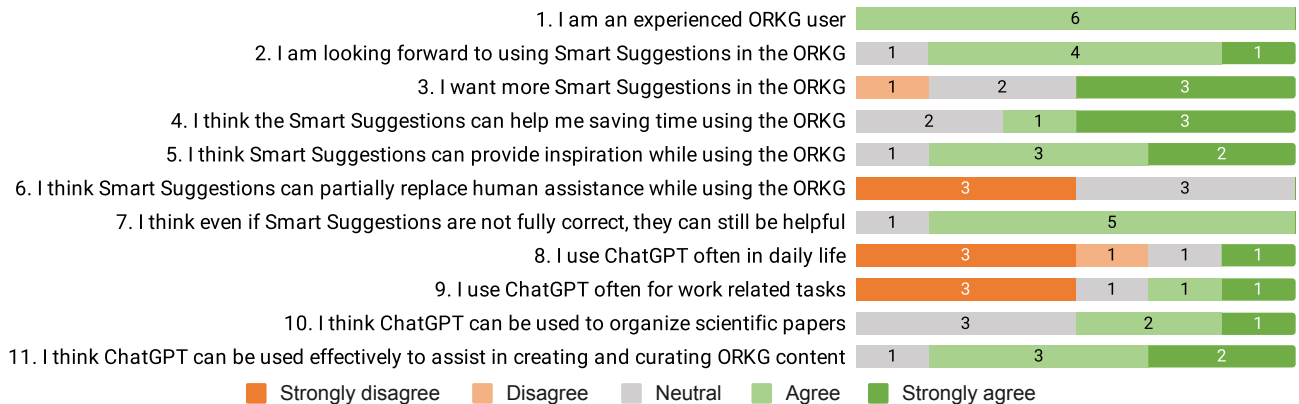 1. I am an experienced ORKG user 6
2. I am looking forward to using Smart Suggestions in the ORKG 1 4 1
3. I want more Smart Suggestions in the ORKG 1 2 3
4. I think the Smart Suggestions can help me saving time using the ORKG 2 1 3
5. I think Smart Suggestions can provide inspiration while using the ORKG 1 3 2
6. I think Smart Suggestions can partially replace human assistance while using the ORKG 3 3
7. I think even if Smart Suggestions are not fully correct, they can still be helpful 1 5
8. I use ChatGPT often in daily life 3 1 1 1
9. I use ChatGPT often for work related tasks 3 1 1 1
10. I think ChatGPT can be used to organize scientific papers 3 2 1
11. I think ChatGPT can be used effectively to assist in creating and curating ORKG content 1 3 2
Strongly disagree Disagree Neutral Agree Strongly agree